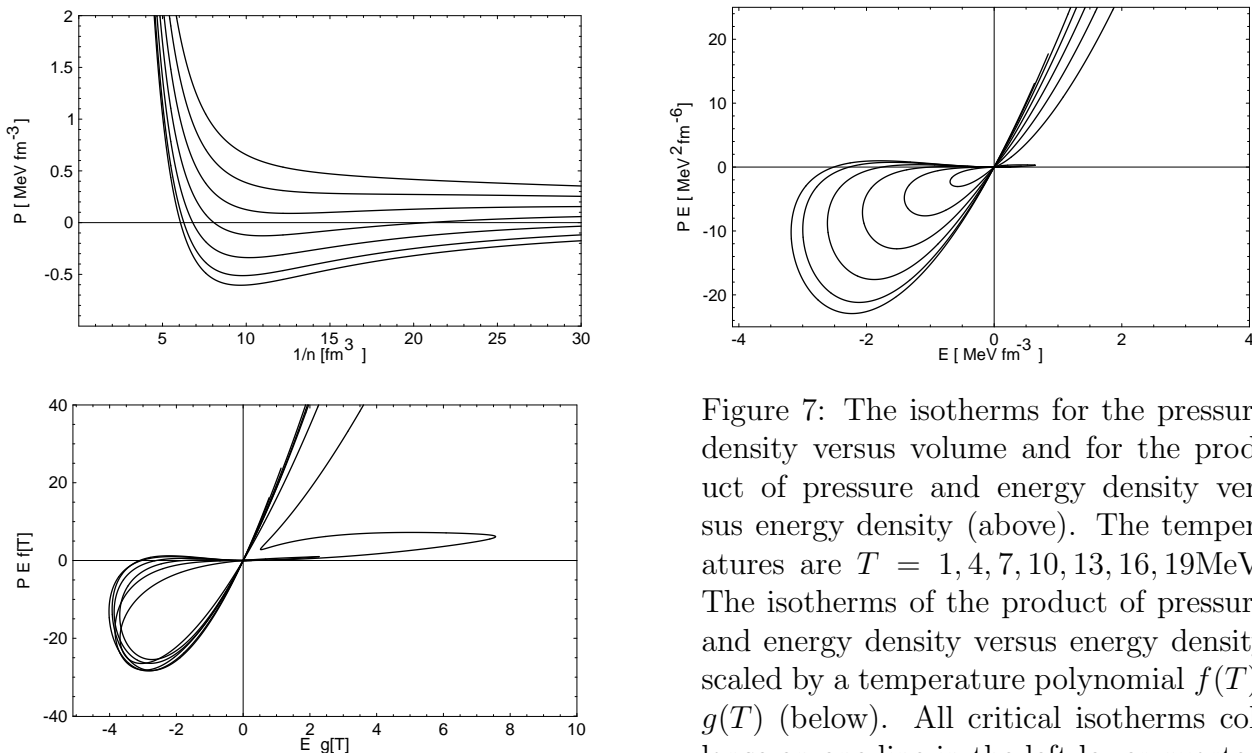 2
1.5
1
0.5
0
-0.5
P [ MeV fm-3]
5 10 15 20 25 30
1/n [fm3 ]
20
10
0
-10
-20
P E [ MeV2fm-6]
-4 -2 0 2 4
E [ MeV fm-3 ]
40
20
0
-20
-40
P E f[T]
-4 -2 0 2 4 6 8 10
E g[T]
Figure 7: The isotherms for the pressur
density versus volume and for the prod
uct of pressure and energy density ver
sus energy density (above). The temper
atures are T = 1, 4, 7, 10, 13, 16, 19MeV
The isotherms of the product of pressur
and energy density versus energy densit
scaled by a temperature polynomial f(T)
g(T) (below). All critical isotherms col